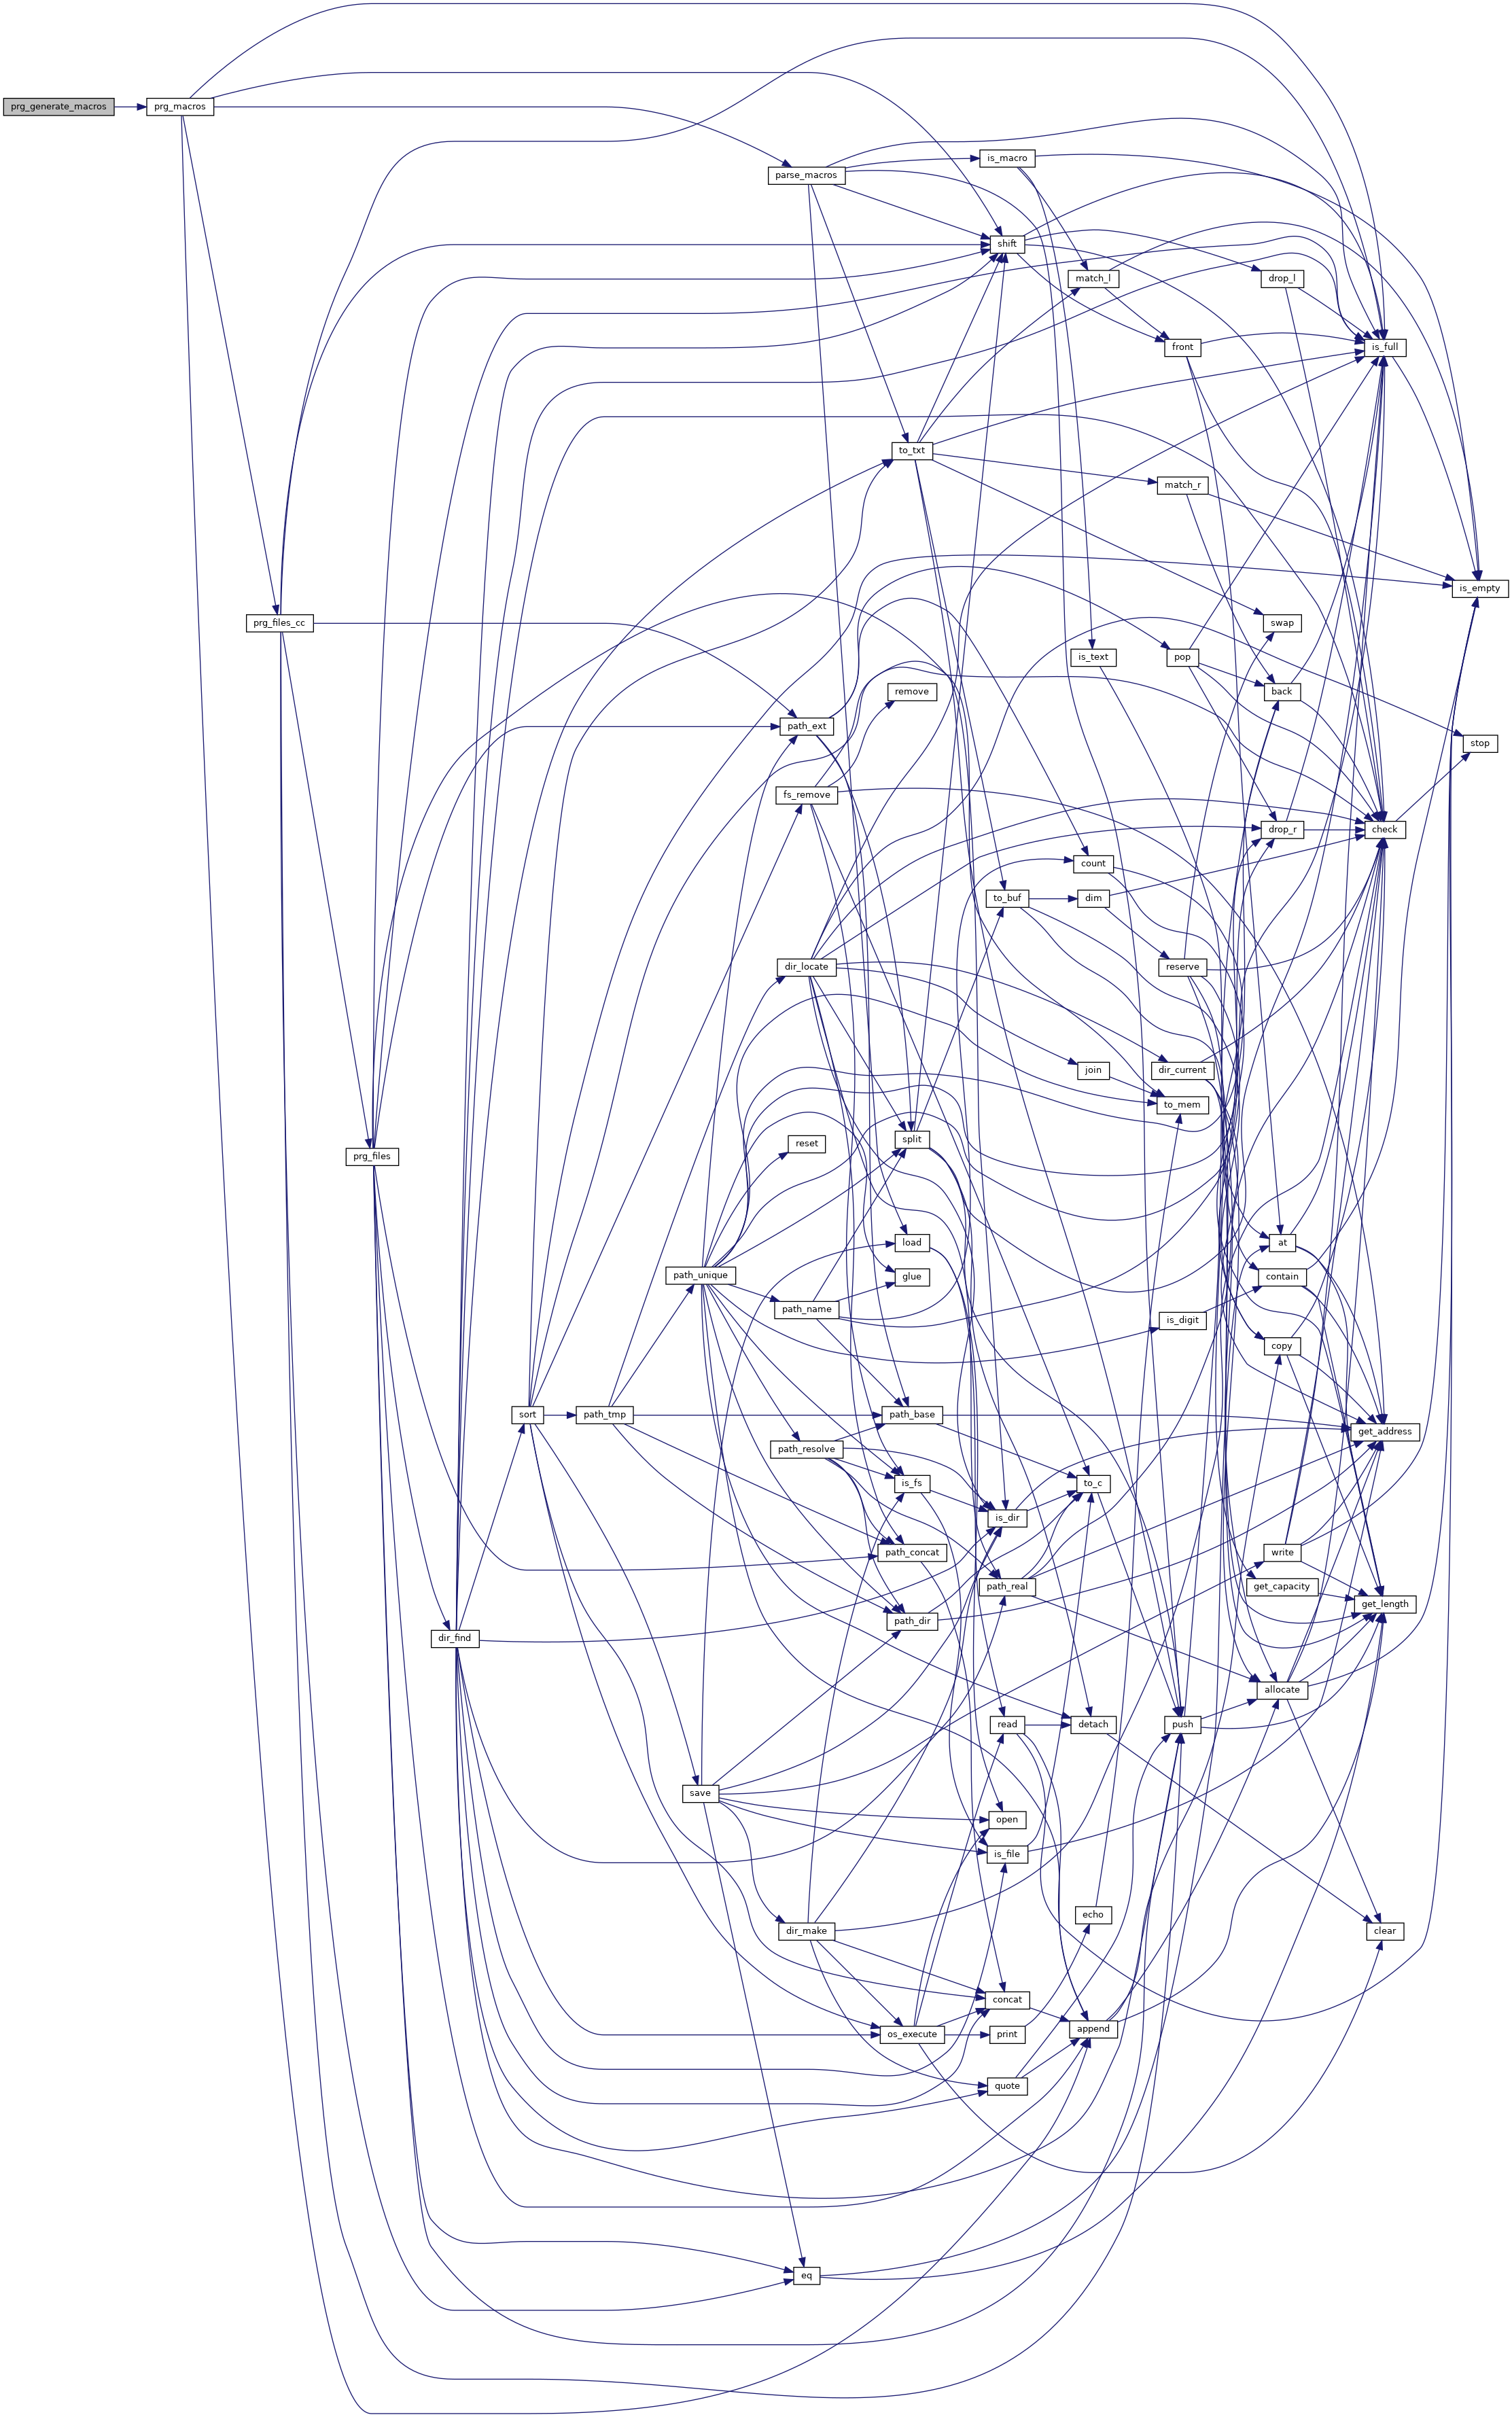 prg_generate_macros
prg_macros
is_macro
parse_macros
shift
match_l
drop_l
front
is_full
to_txt
match_r
is_empty
prg_files_cc
swap
is_text
pop
remove
back
path_ext
stop
fs_remove
check
drop_r
count
to_buf
dim
dir_locate
reserve
join
dir_current
to_mem
split
reset
prg_files
load
at
path_unique
glue
contain
path_name
is_digit
copy
sort
path_tmp
path_base
get_address
path_resolve
is_fs
to_c
is_dir
path_concat
write
path_real
get_capacity
get_length
path_dir
dir_find
allocate
read
detach
push
save
open
is_file
echo
dir_make
clear
concat
append
os_execute
print
quote
eq